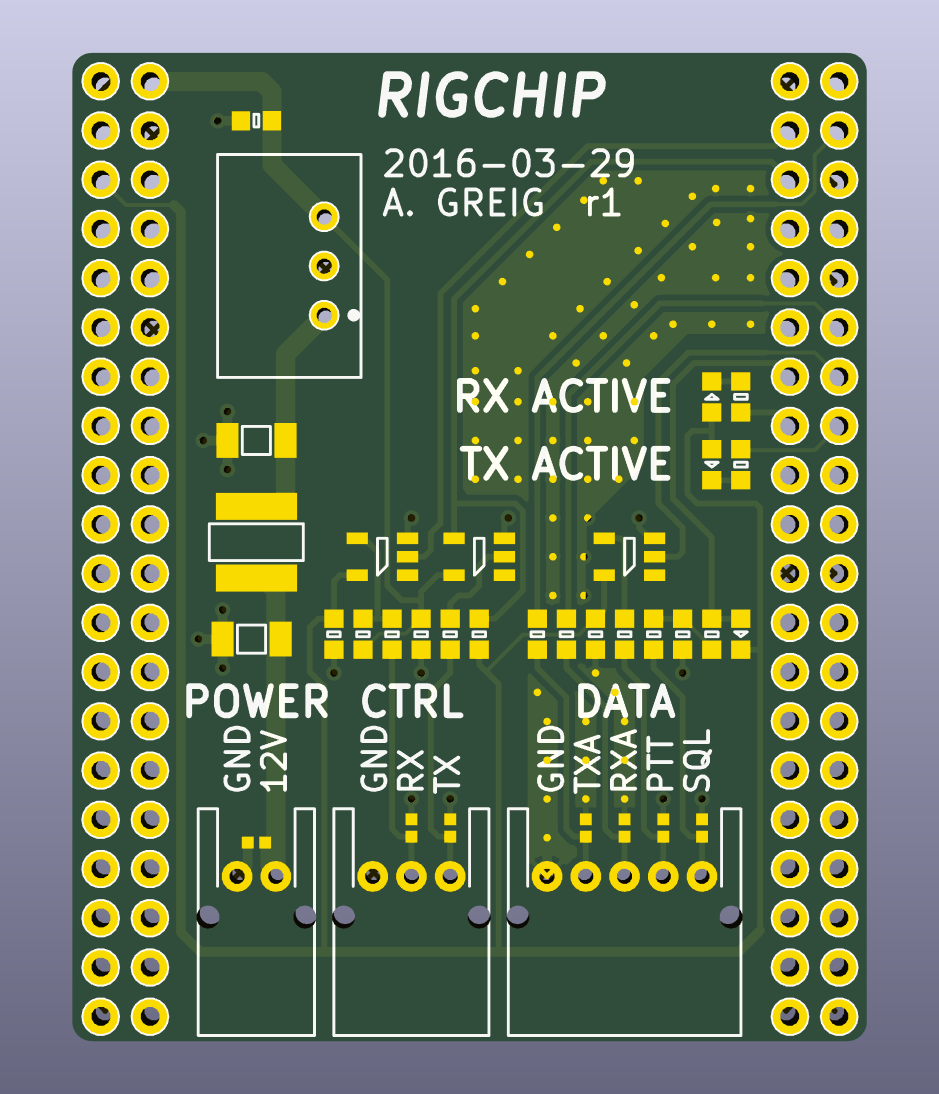 RIGCHIP
2016-03-29
A. GREIG r1
RX ACTIVE
TX ACTIVE
POWER CTRL DATA
GND
12V
GND
RX
TX
GND
TXA
RXA
PTT
SQL